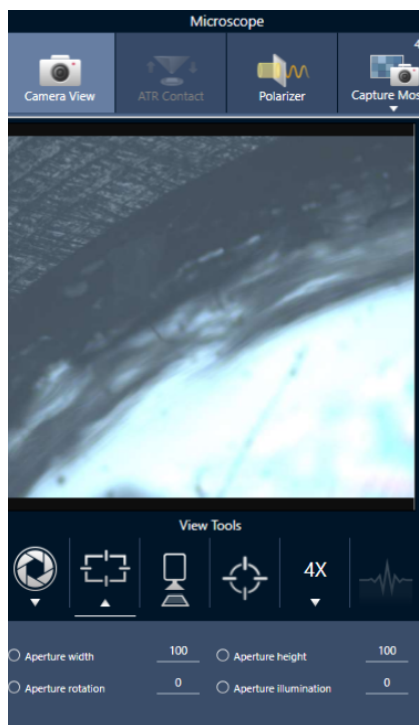 Microscope
Camera View
ATR Contact
Polarizer
4
Capture Mos
View Tools
4X
Aperture width 100 Aperture height 100
Aperture rotation 0 Aperture illumination 0